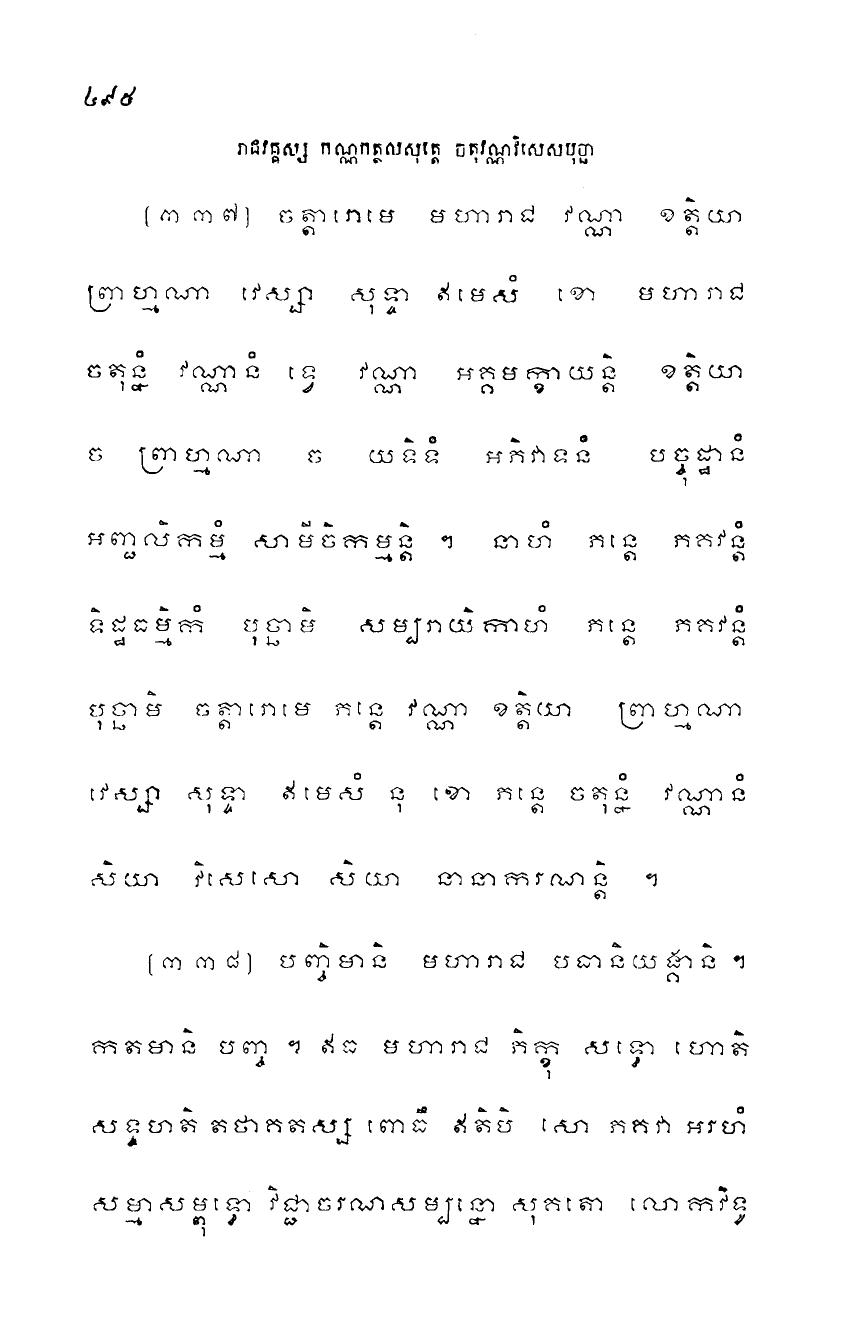 ៤៩៥
រាជវគ្គស្ស កណ្ណកត្ថលសុត្តេ ចតុវណ្ណវិសេសបុច្ឆា
(៣៣៧) ចត្តារោមេ មហារាជ វណ្ណា ខត្តិយា
ព្រាហ្មណា វេស្សា សុទ្ទា ឥមេសំ ខោ មហារាជ
ចតុន្នំ វណ្ណានំ ទ្វេ វណ្ណា អគ្គមក្ខាយន្តិ ខត្តិយា
ច ព្រាហ្មណា ច យទិទំ អភិវាទនំ បច្ចុដ្ឋានំ
អញ្ជលិកម្មំ សាមីចិកម្មន្តិ ។ នាហំ ភន្តេ ភគវន្តំ
ទិដ្ឋធម្មិកំ បុច្ឆាមិ សម្បរាយិកាហំ ភន្តេ ភគវន្តំ
បុច្ឆាមិ ចត្តារោមេ ភន្តេ វណ្ណា ខត្តិយា ព្រាហ្មណា
វេស្សា សុទ្ទា ឥមេសំ នុ ខោ ភន្តេ ចតុន្នំ វណ្ណានំ
សិយា វិសេសោ សិយា នានាករណន្តិ ។
(៣៣៨) បញ្ចិមានិ មហារាជ បធានិយង្គានិ ។
កតមានិ បញ្ច ។ ឥធ មហារាជ ភិក្ខុ សទ្ធោ ហោតិ
សទ្ទហតិ តថាគតស្ស ពោធឹ ឥតិបិ សោ ភគវា អរហំ
សម្មាសម្ពុទ្ធោ វិជ្ជាចរណសម្បន្នោ សុគតោ លោកវិទូ